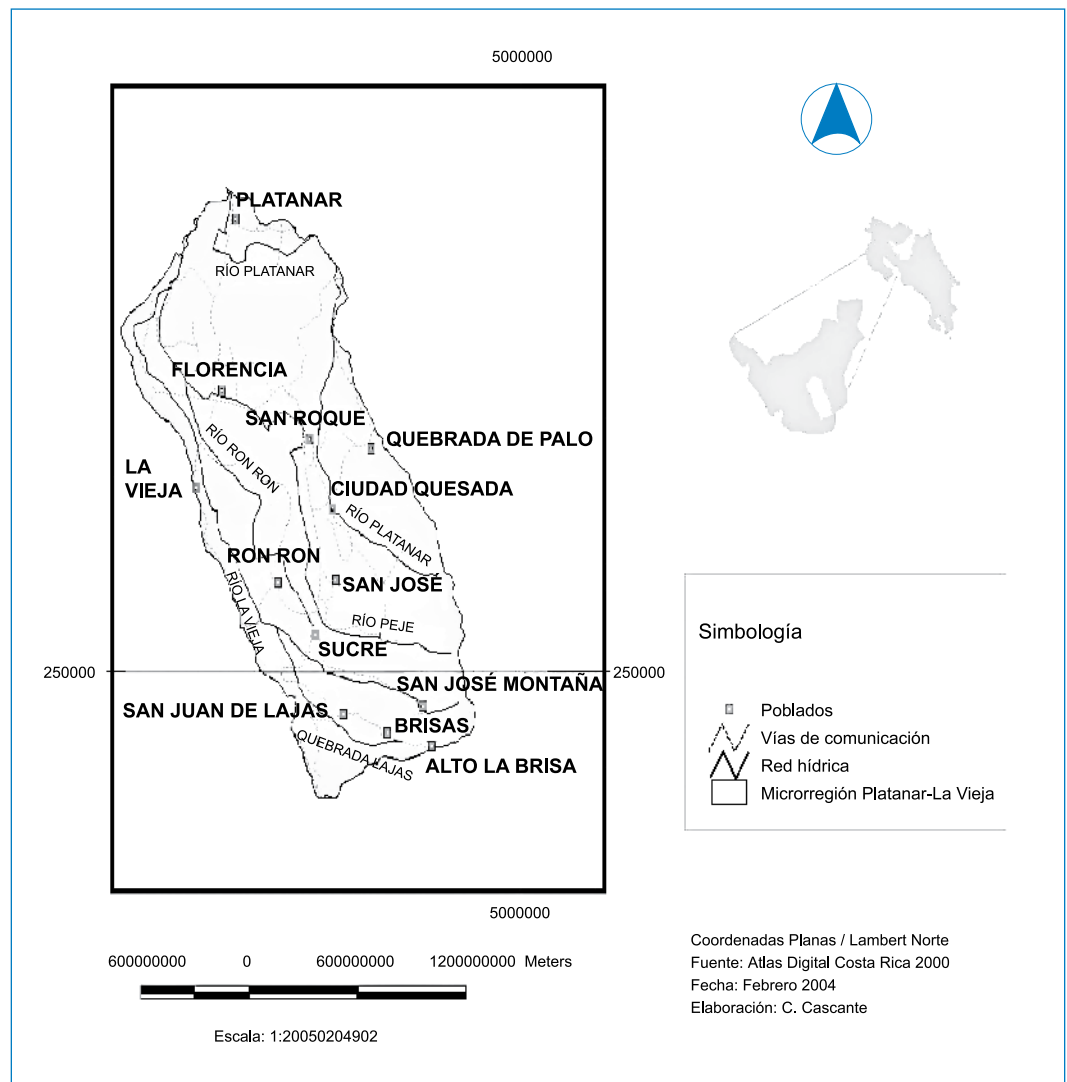 5000000
PLATANAR
RÍO PLATANAR
FLORENCIA
SAN ROQUE
QUEBRADA DE PALO
RÍO RON RON
LA
VIEJA
CIUDAD QUESADA
RÍO PLATANAR
RON RON
SAN JOSÉ
RÍO LA VIEJA
RÍO PEJE
SUCRE
250000
250000
SAN JOSÉ MONTAÑA
SAN JUAN DE LAJAS
BRISAS
QUEBRADA LAJAS
ALTO LA BRISA
5000000
Simbología
Poblados
Vías de comunicación
Red hídrica
Microrregión Platanar-La Vieja
600000000 0 600000000 1200000000 Meters
Escala: 1:20050204902
Coordenadas Planas / Lambert Norte
Fuente: Atlas Digital Costa Rica 2000
Fecha: Febrero 2004
Elaboración: C. Cascante